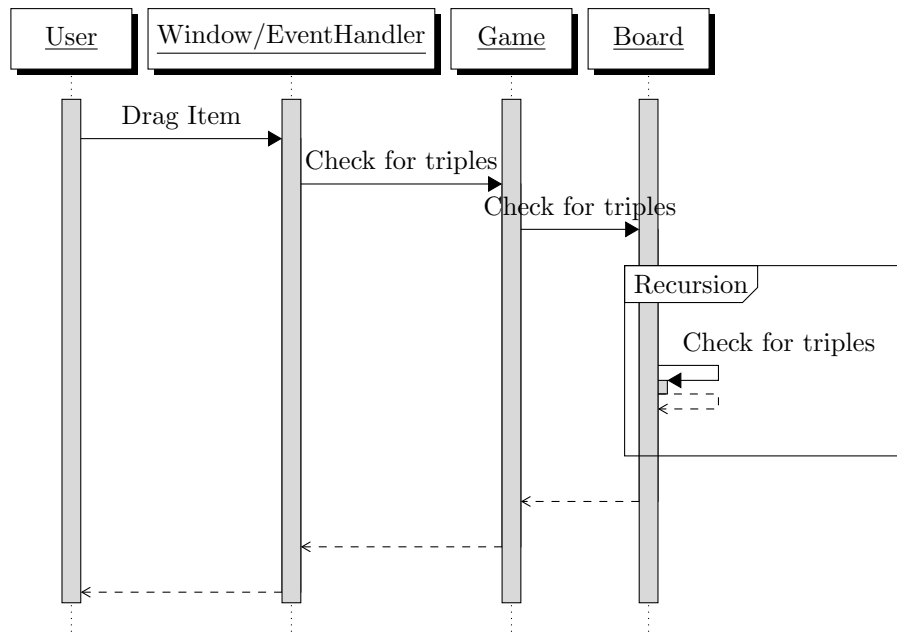 User
Window/EventHandler
Game
Board
Drag Item
Check for triples
Check for triples
Recursion
Check for triples